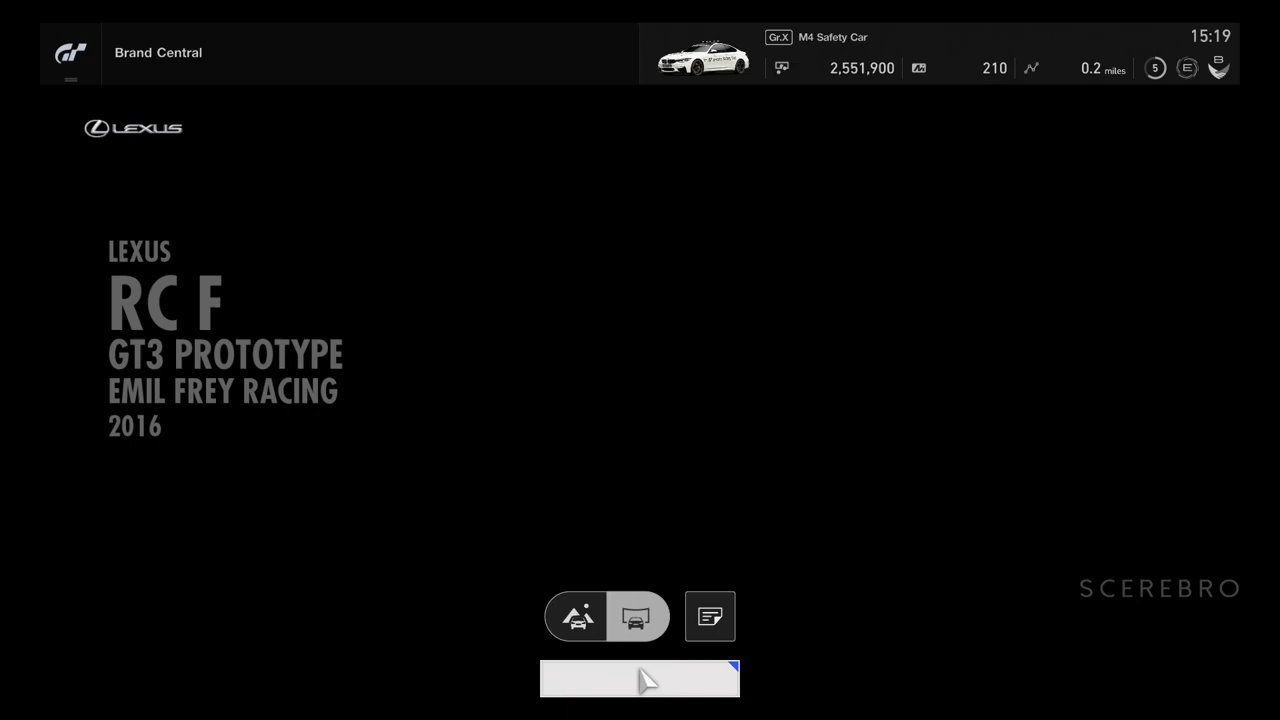 Brand Central
Gr.X M4 Safety Car
15:19
2,551,900
210
0.2 miles
5
E
B
LEXUS
LEXUS
RC F
GT3 PROTOTYPE
EMIL FREY RACING
2016
SCEREBRO